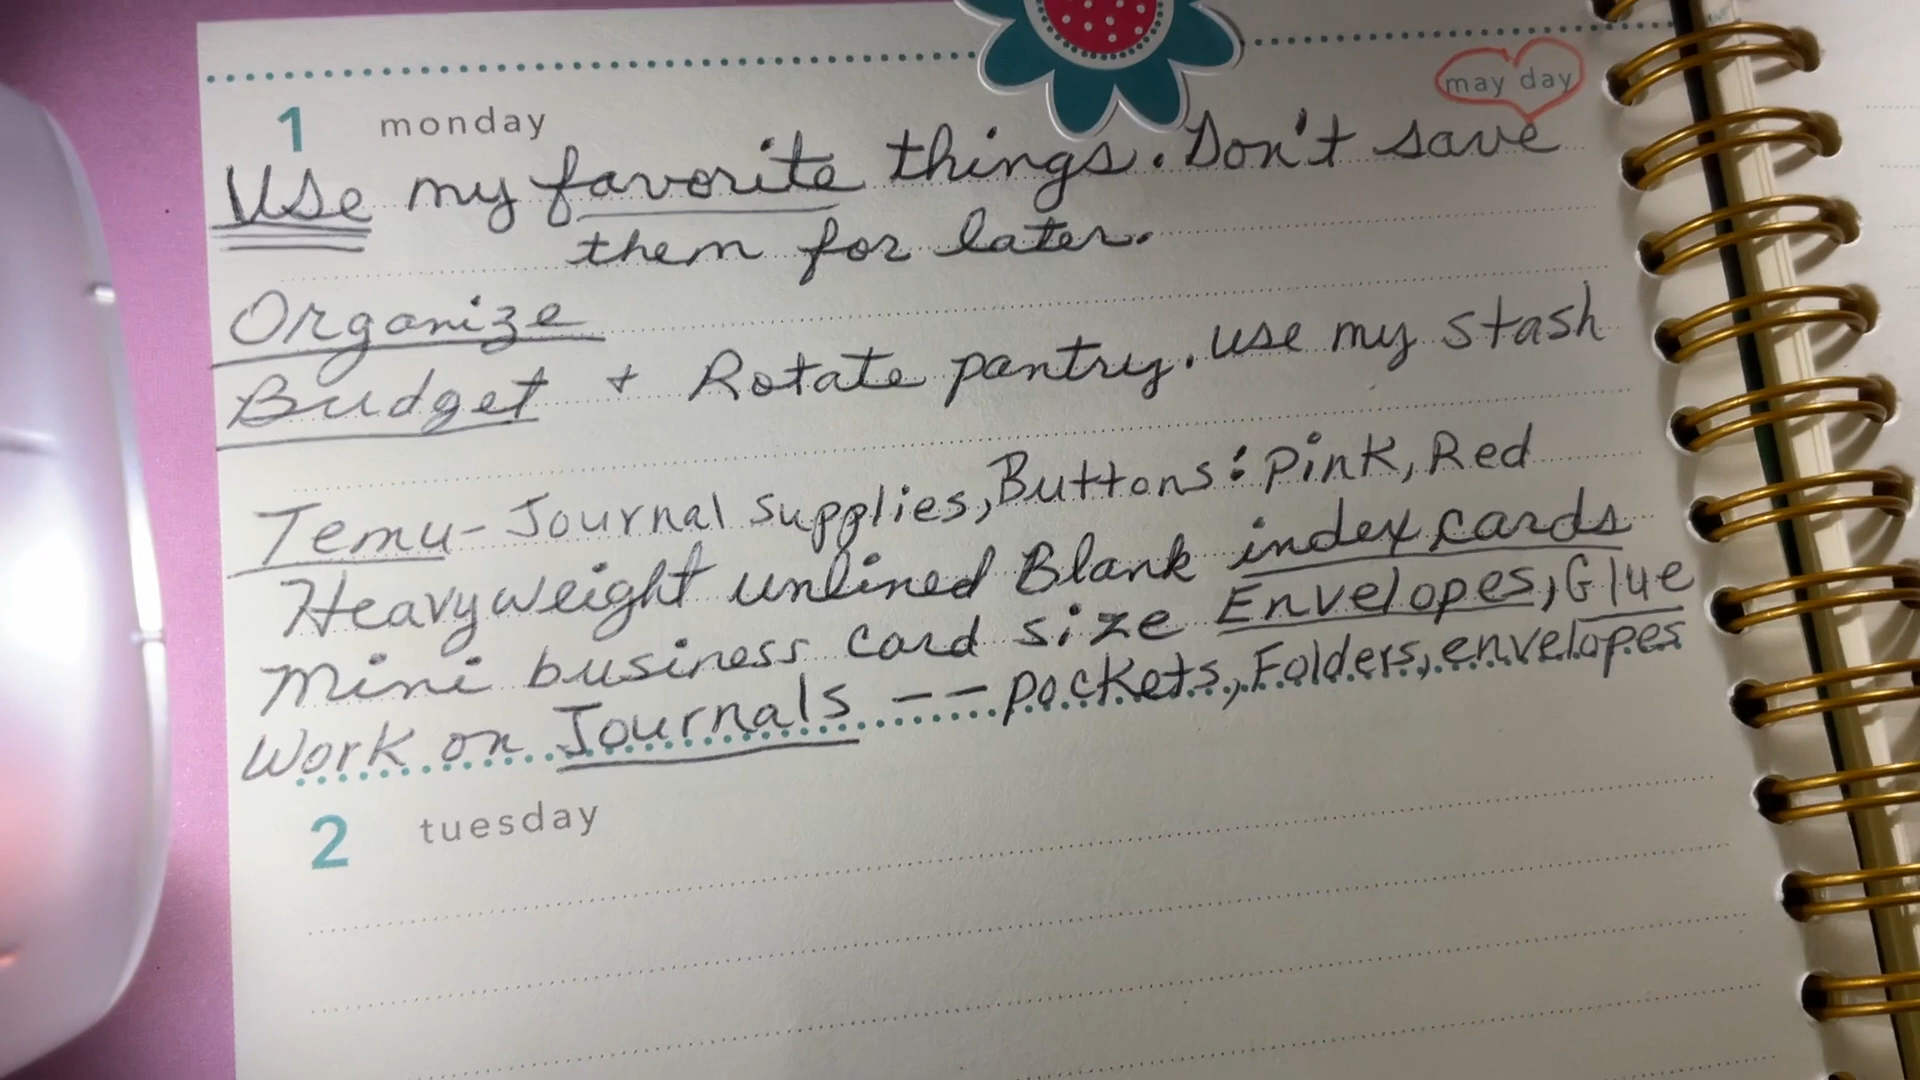 may day
1 monday
Use my favorite things. Don't save
them for later.
Organize
Budget + Rotate pantry. use my stash
Temu- Journal supplies, Buttons: Pink, Red
Heavyweight unlined Blank index cards
Mini business card size Envelopes, Glue
Work on Journals -- pockets, Folders, envelopes
2 tuesday